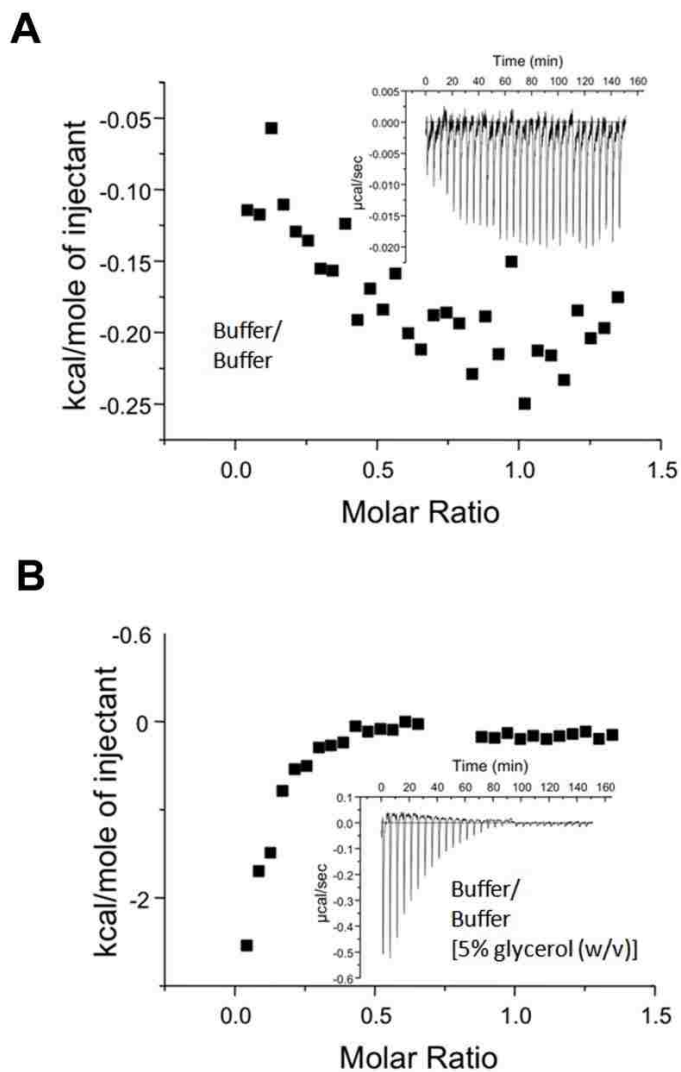 A
Time (min)
0 20 40 60 80 100 120 140 160
0.005
0.000
-0.005
-0.010
-0.015
-0.020
µcal/sec
-0.05
-0.10
-0.15
-0.20
-0.25
kcal/mole of injectant
Buffer/
Buffer
0.0 0.5 1.0 1.5
Molar Ratio
B
-0.6
0
-2
kcal/mole of injectant
Time (min)
0 20 40 60 80 100 120 140 160
0.1
0.0
-0.1
-0.2
-0.3
-0.4
-0.5
-0.6
µcal/sec
Buffer/
Buffer
[5% glycerol (w/v)]
0.0 0.5 1.0 1.5
Molar Ratio